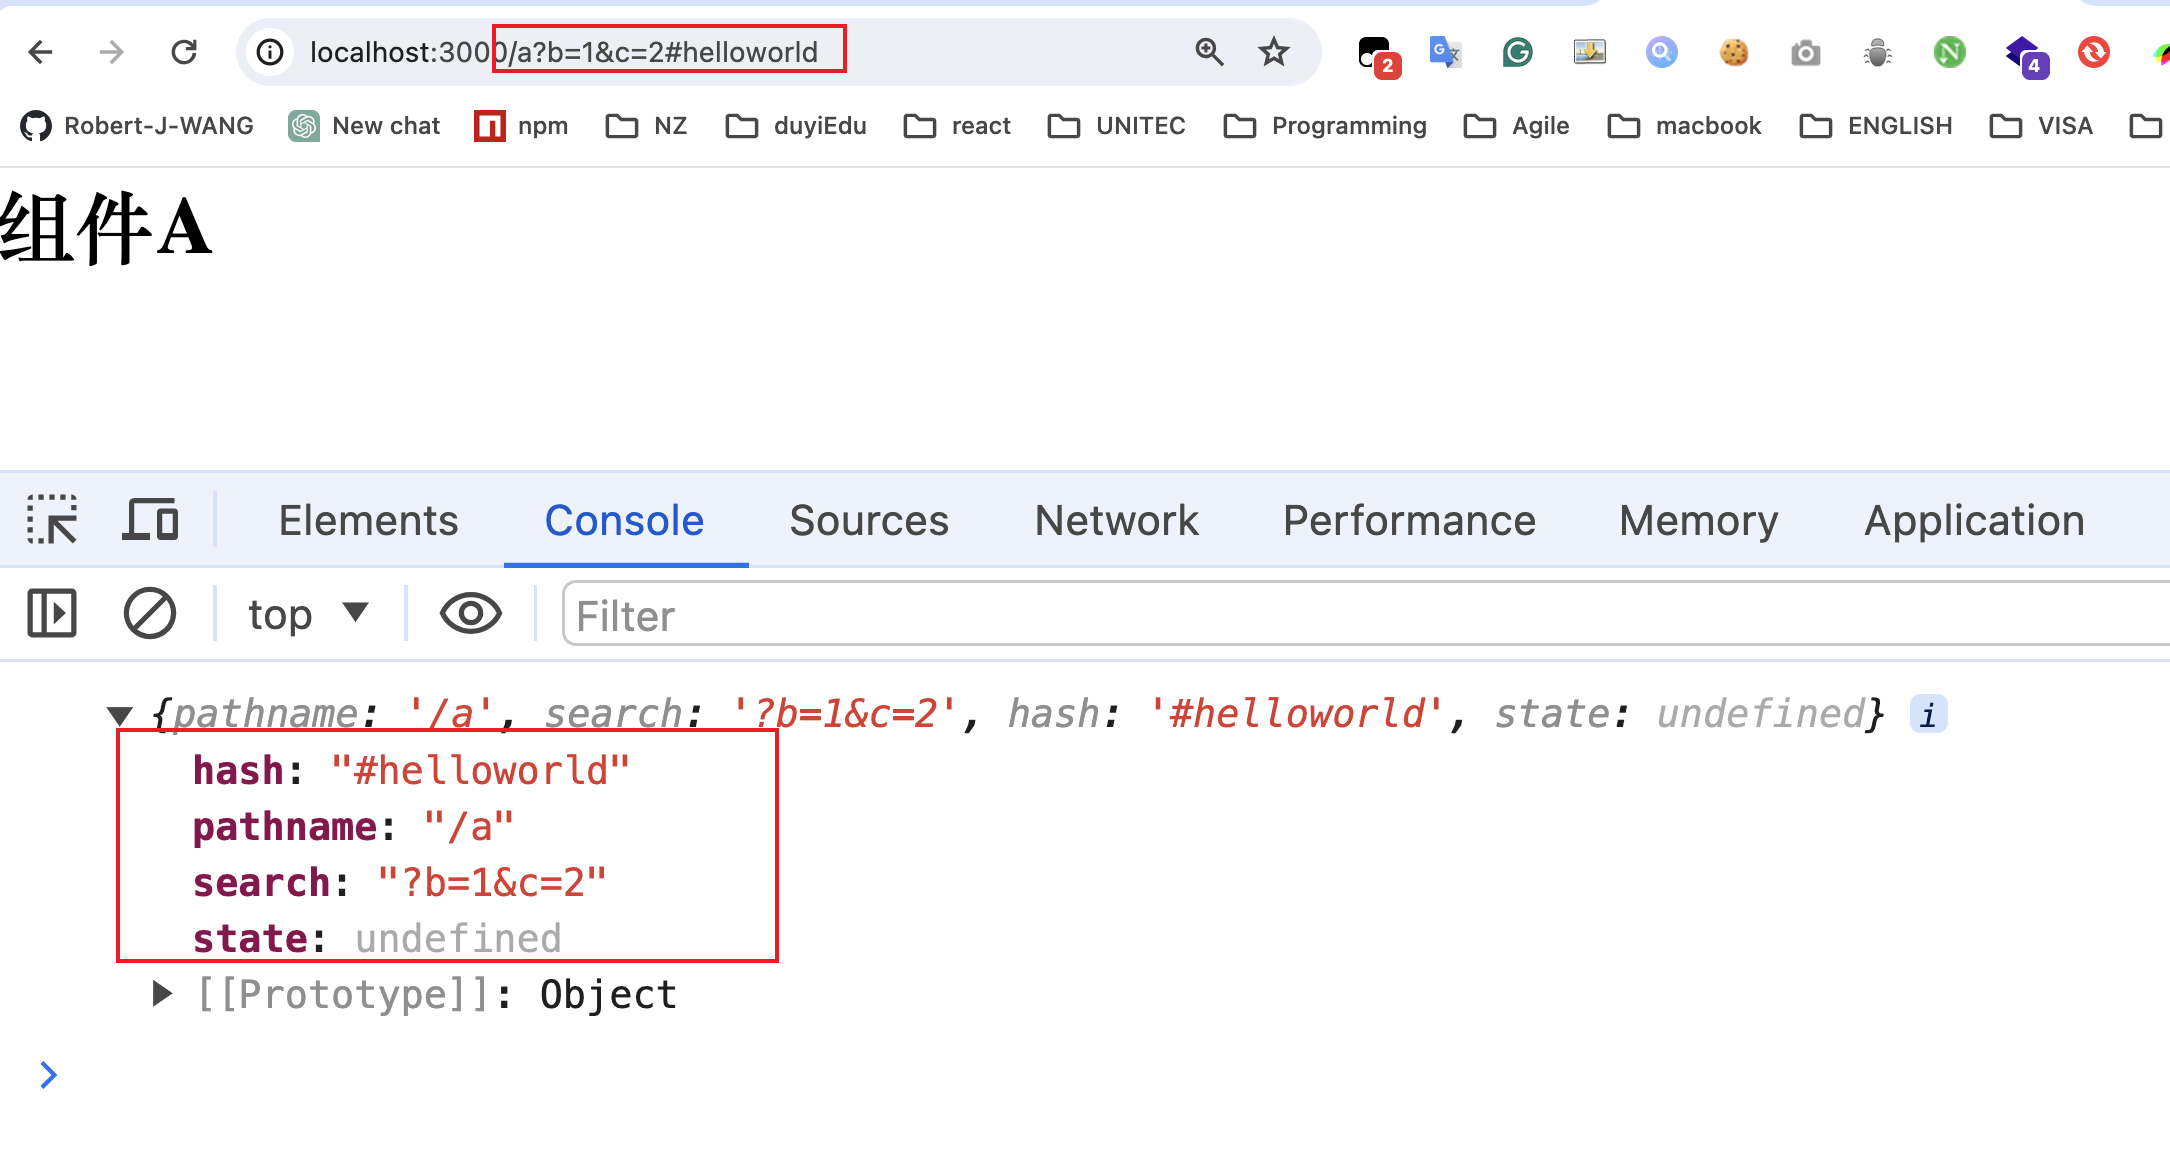 localhost:3000/a?b=1&c=2#helloworld 2 4
Robert-J-WANG New chat npm NZ duyiEdu react UNITEC Programming Agile macbook ENGLISH VISA
组件A
Elements Console Sources Network Performance Memory Application
top Filter
{pathname: '/a', search: '?b=1&c=2', hash: '#helloworld', state: undefined} i
hash: "#helloworld"
pathname: "/a"
search: "?b=1&c=2"
state: undefined
[[Prototype]]: Object